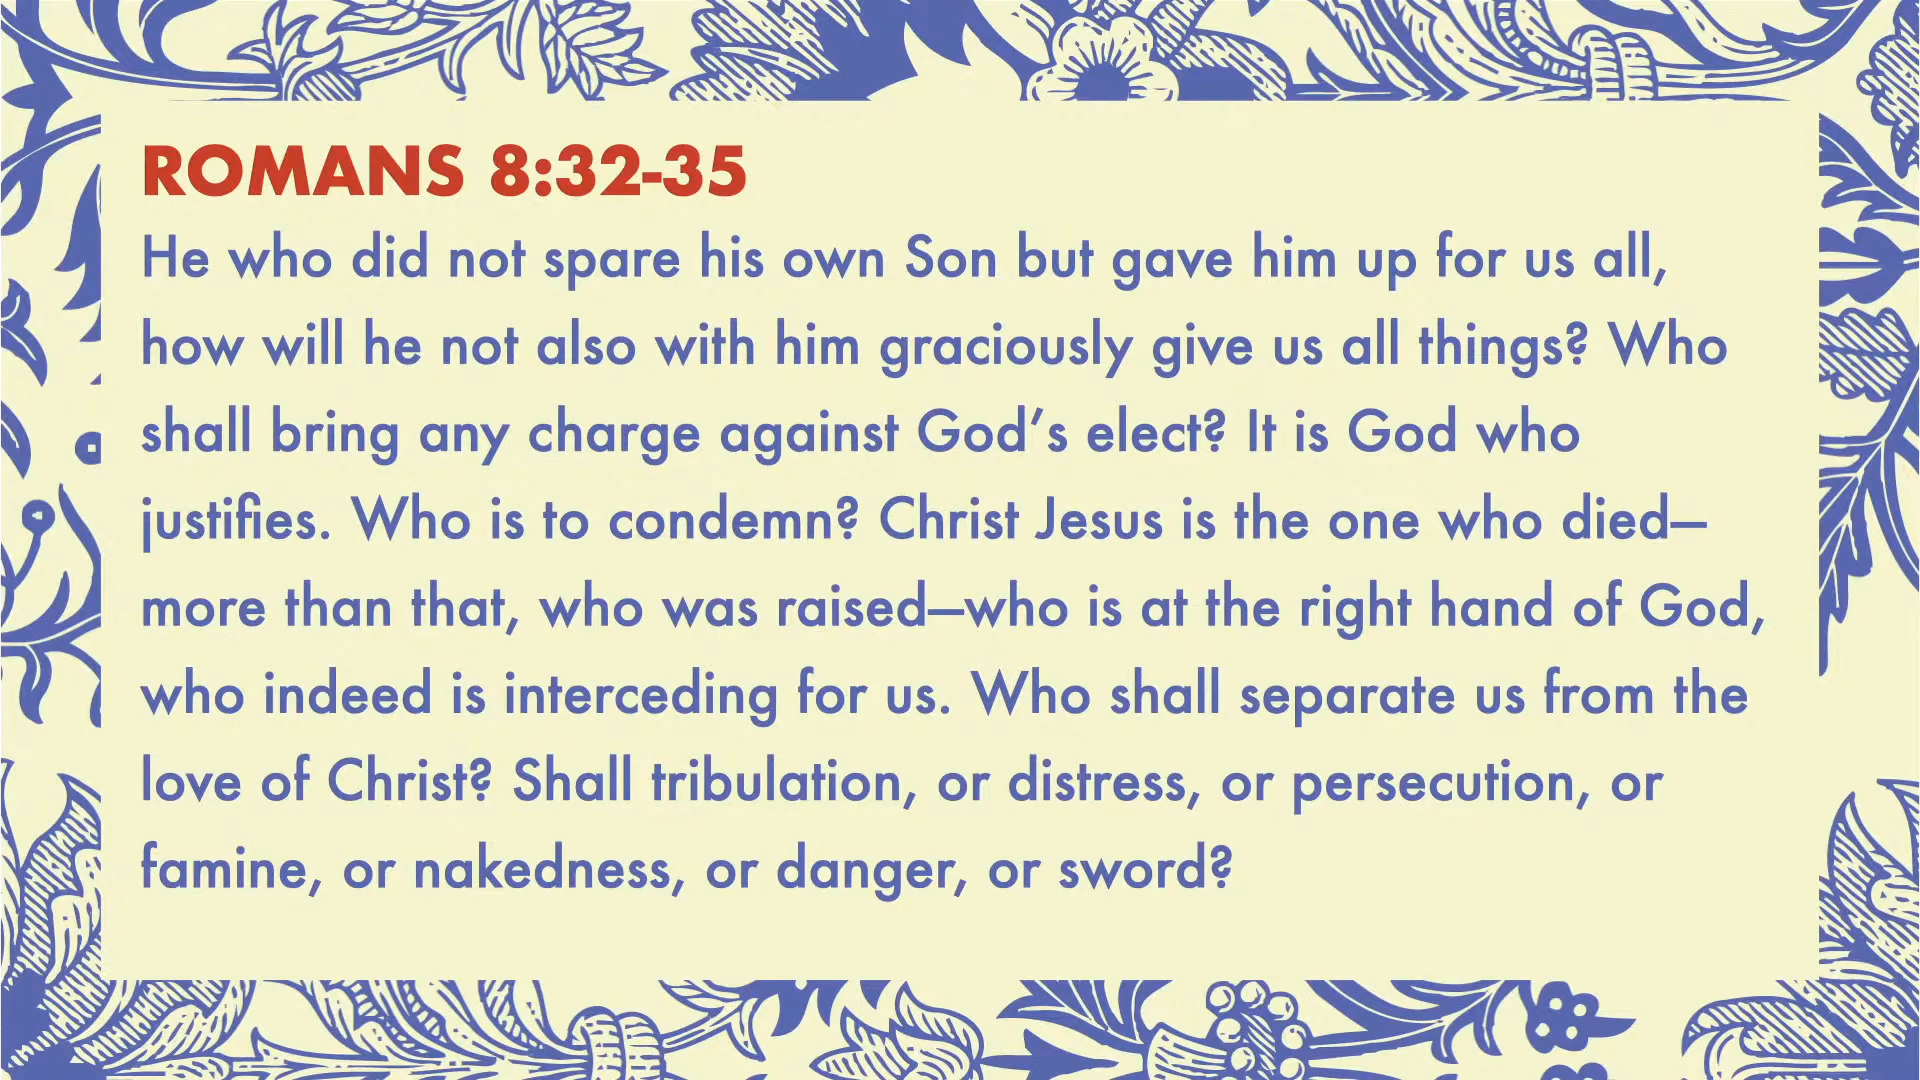 ROMANS 8:32-35
He who did not spare his own Son but gave him up for us all,
how will he not also with him graciously give us all things? Who
shall bring any charge against God’s elect? It is God who
justifies. Who is to condemn? Christ Jesus is the one who died—
more than that, who was raised—who is at the right hand of God,
who indeed is interceding for us. Who shall separate us from the
love of Christ? Shall tribulation, or distress, or persecution, or
famine, or nakedness, or danger, or sword?